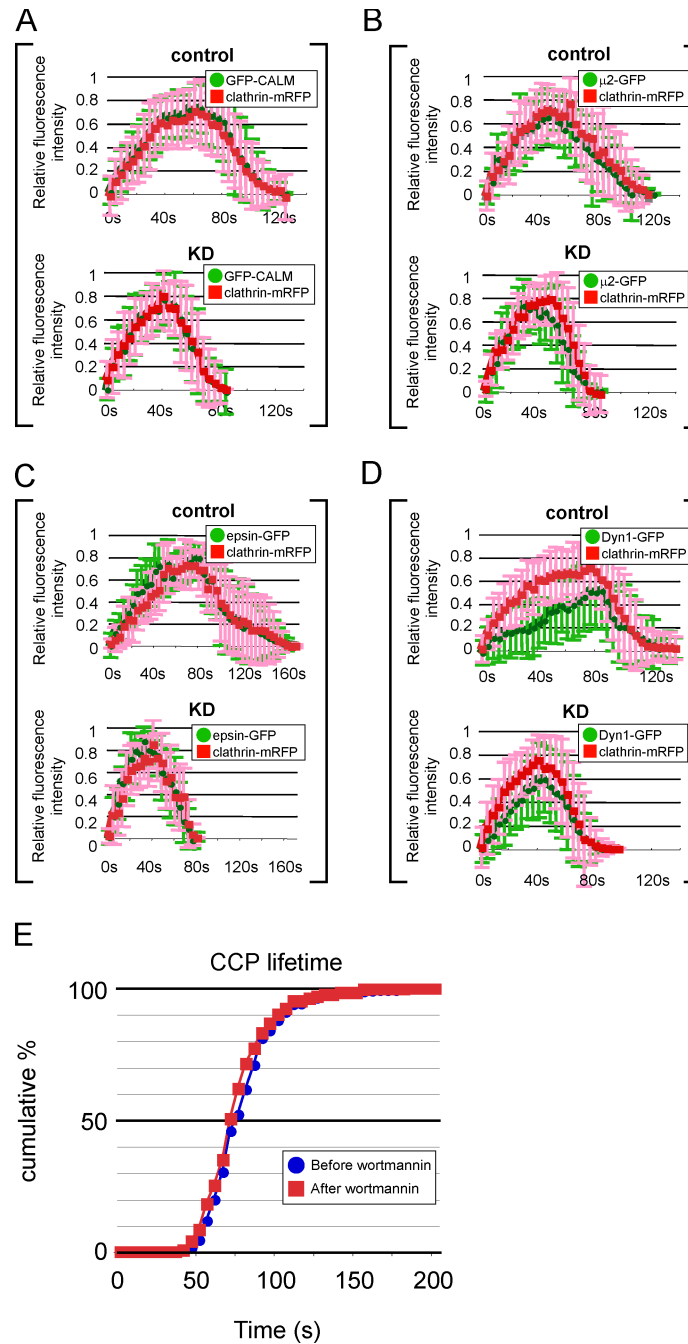 A
control
GFP-CALM
clathrin-mRFP
Relative fluorescence
intensity
1
0.8
0.6
0.4
0.2
0
0s 40s 80s 120s
KD
GFP-CALM
clathrin-mRFP
Relative fluorescence
intensity
1
0.8
0.6
0.4
0.2
0
0s 40s 80s 120s
B
control
μ2-GFP
clathrin-mRFP
Relative fluorescence
intensity
1
0.8
0.6
0.4
0.2
0
0s 40s 80s 120s
KD
μ2-GFP
clathrin-mRFP
Relative fluorescence
intensity
1
0.8
0.6
0.4
0.2
0
0s 40s 80s 120s
C
control
epsin-GFP
clathrin-mRFP
Relative fluorescence
intensity
1
0.8
0.6
0.4
0.2
0
0s 40s 80s 120s 160s
KD
epsin-GFP
clathrin-mRFP
Relative fluorescence
intensity
1
0.8
0.6
0.4
0.2
0
0s 40s 80s 120s 160s
D
control
Dyn1-GFP
clathrin-mRFP
Relative fluorescence
intensity
1
0.8
0.6
0.4
0.2
0
0s 40s 80s 120s
KD
Dyn1-GFP
clathrin-mRFP
Relative fluorescence
intensity
1
0.8
0.6
0.4
0.2
0
0s 40s 80s 120s
E
CCP lifetime
cumulative %
100
50
0
Before wortmannin
After wortmannin
0 50 100 150 200
Time (s)